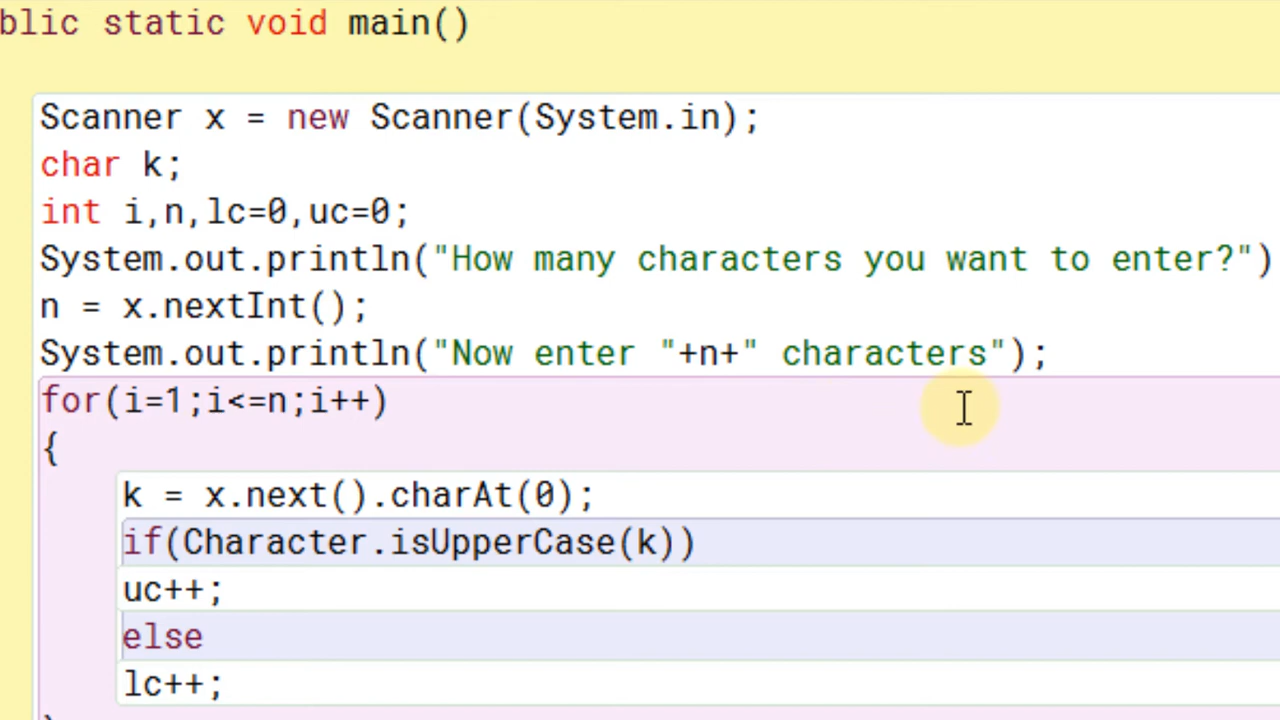 blic static void main()
Scanner x = new Scanner(System.in);
char k;
int i,n,lc=0,uc=0;
System.out.println("How many characters you want to enter?")
n = x.nextInt();
System.out.println("Now enter "+n+" characters");
for(i=1;i<=n;i++)
{
k = x.next().charAt(0);
if(Character.isUpperCase(k))
uc++;
else
lc++;